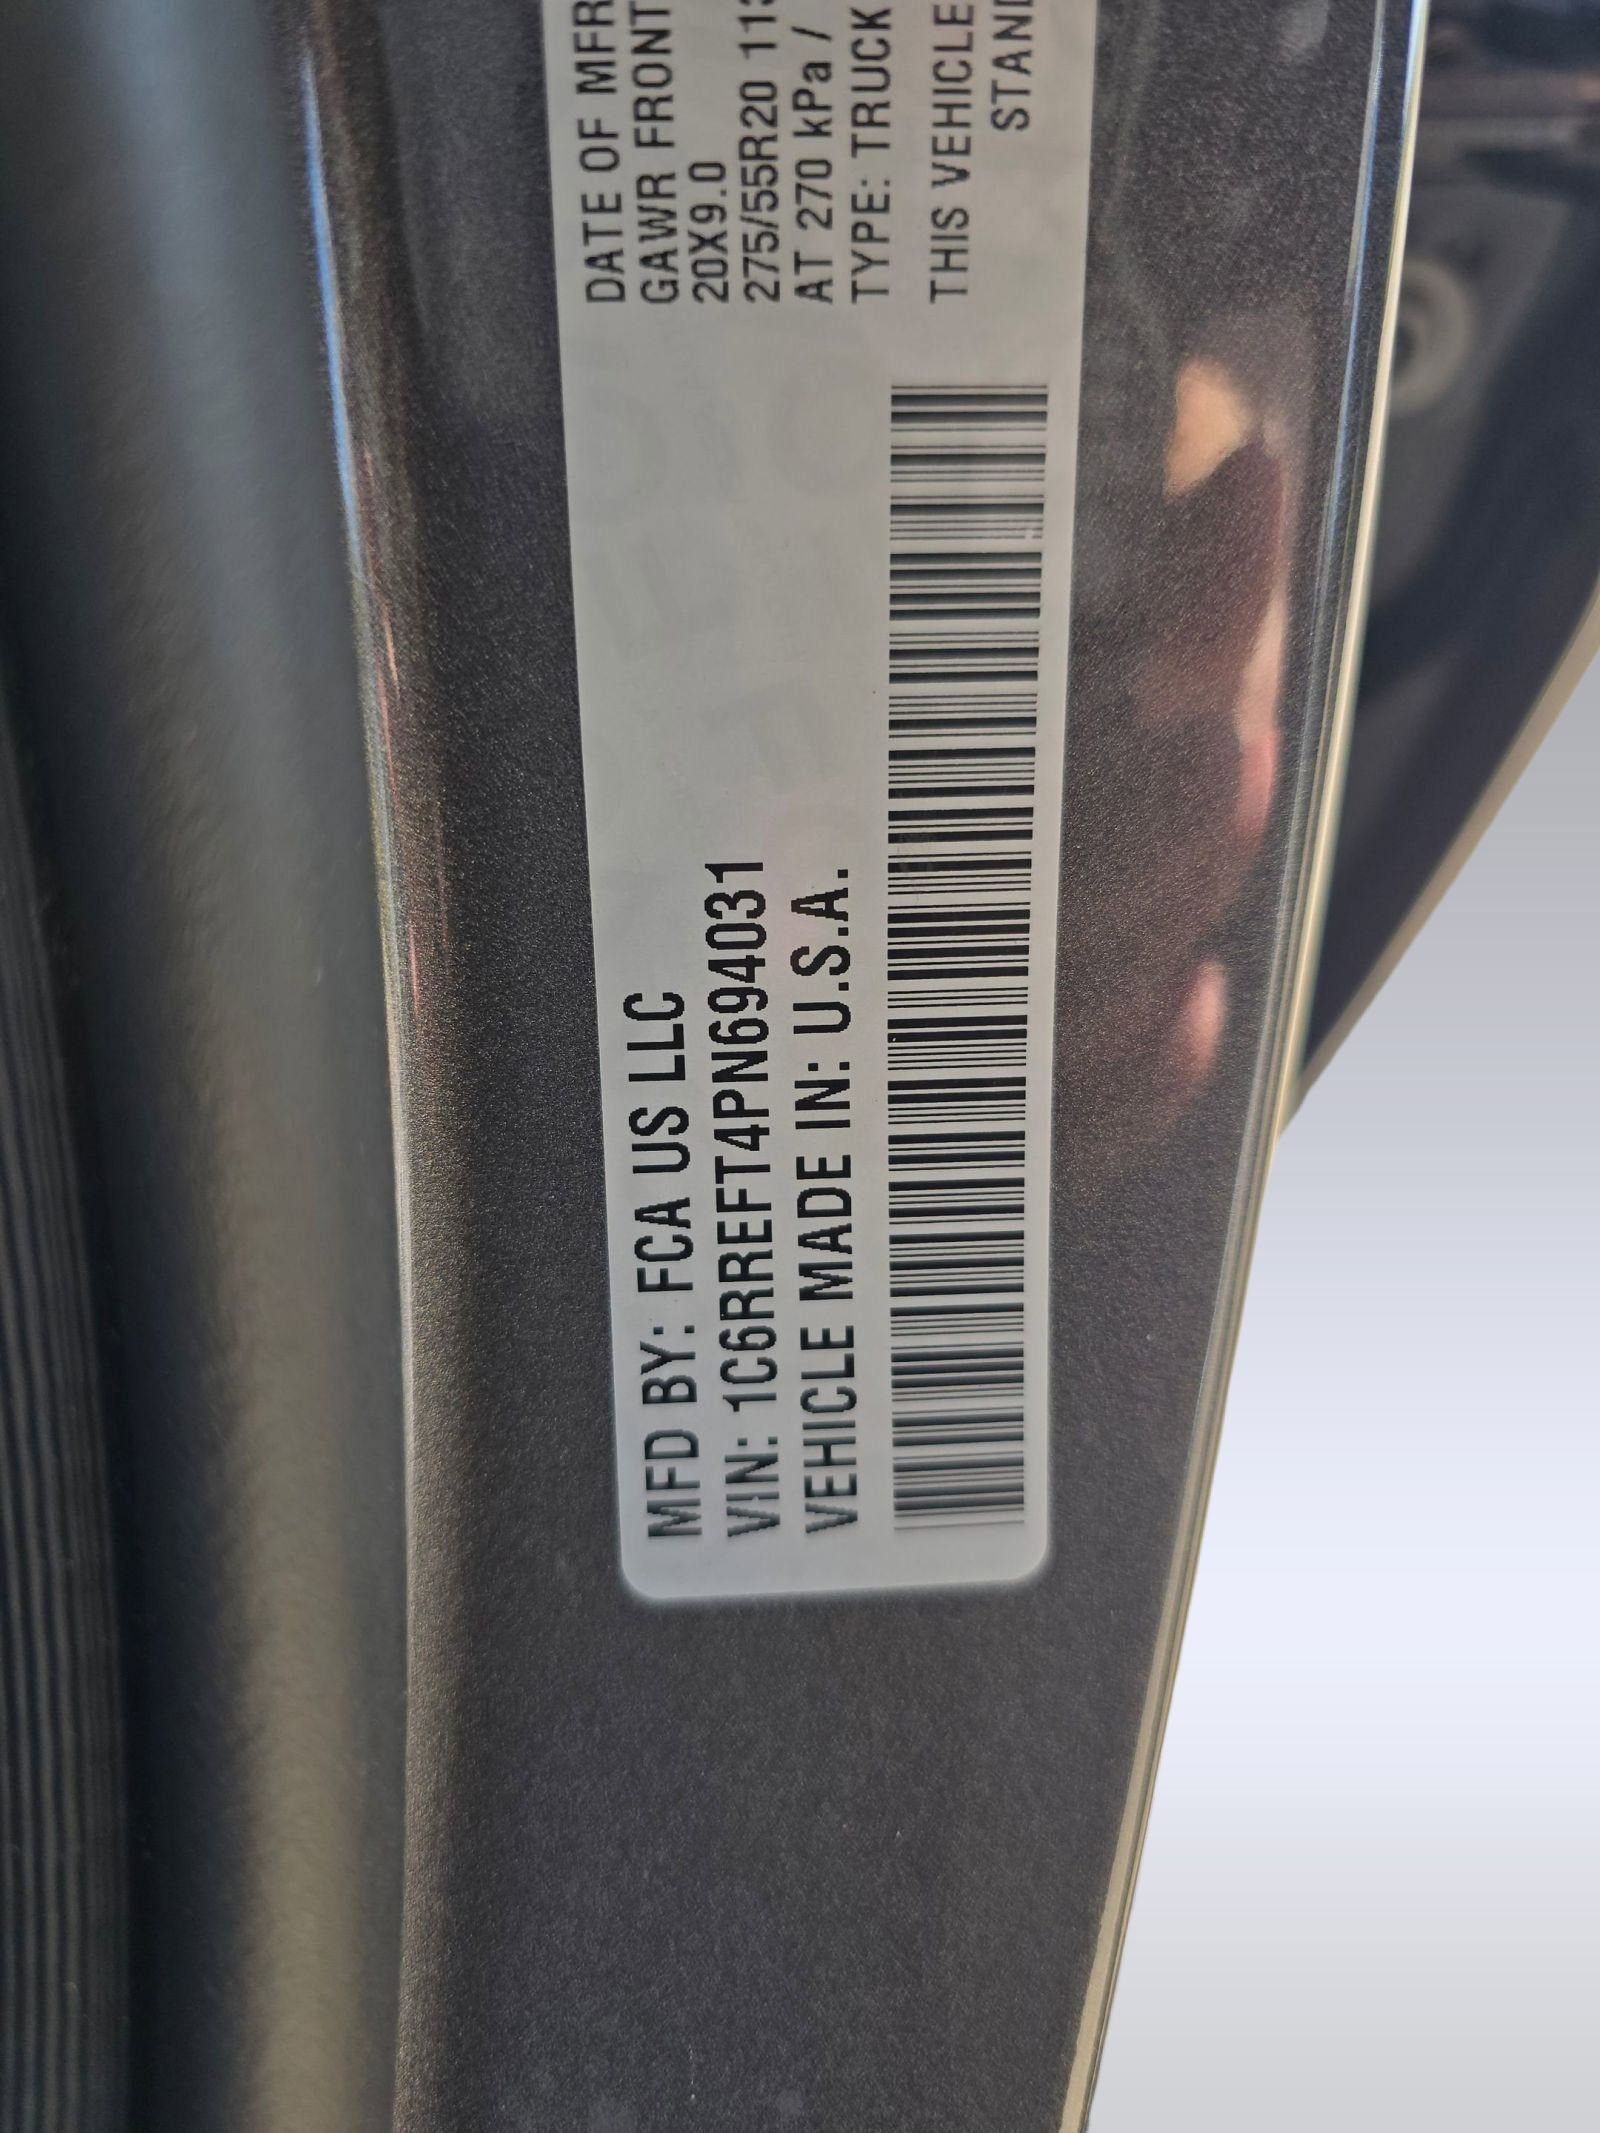 MFD BY: FCA US LLC
VIN: 1C6RREFT4PN694031
VEHICLE MADE IN: U.S.A.
DATE OF MFR
GAWR FRONT
20X9.0
275/55R20 113
AT 270 kPa /
TYPE: TRUCK
THIS VEHICLE
STAND